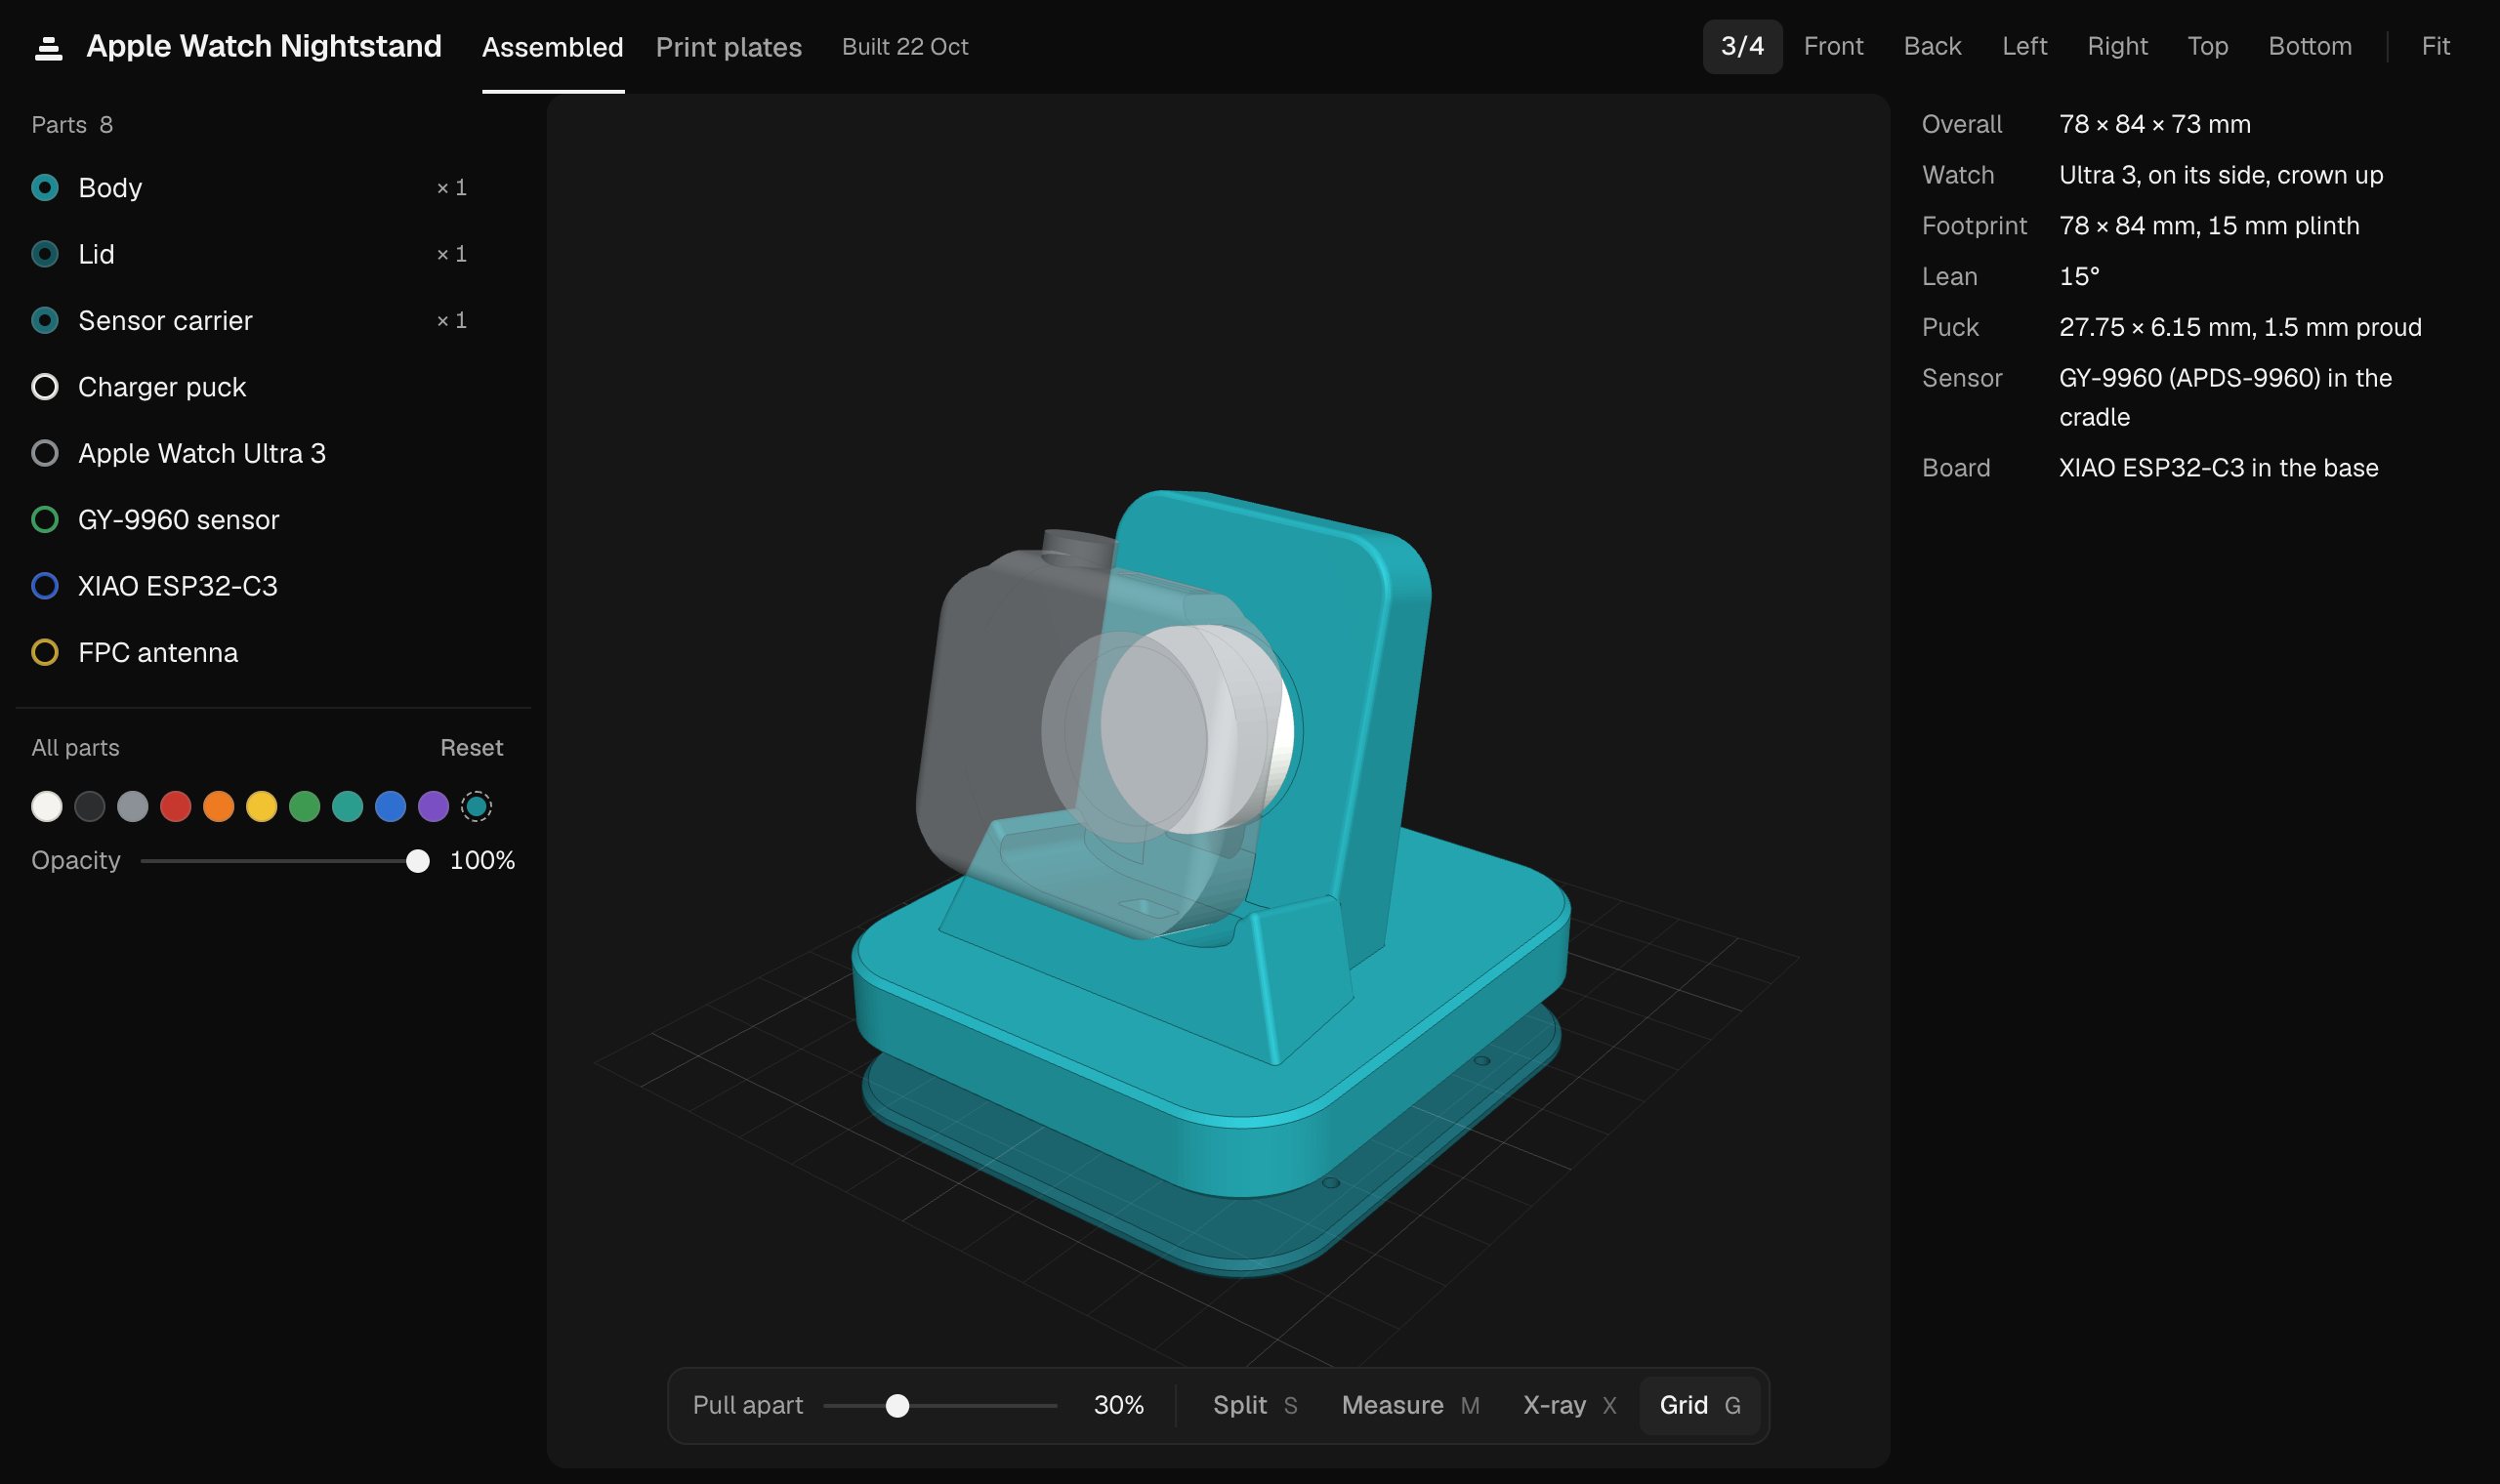 Apple Watch Nightstand
Assembled
Print plates
Built 22 Oct
3/4
Front
Back
Left
Right
Top
Bottom
Fit
Parts 8
Body × 1
Lid × 1
Sensor carrier × 1
Charger puck
Apple Watch Ultra 3
GY-9960 sensor
XIAO ESP32-C3
FPC antenna
All parts
Reset
Opacity
100%
Overall 78 × 84 × 73 mm
Watch Ultra 3, on its side, crown up
Footprint 78 × 84 mm, 15 mm plinth
Lean 15°
Puck 27.75 × 6.15 mm, 1.5 mm proud
Sensor GY-9960 (APDS-9960) in the
cradle
Board XIAO ESP32-C3 in the base
Pull apart
30%
Split S
Measure M
X-ray X
Grid G